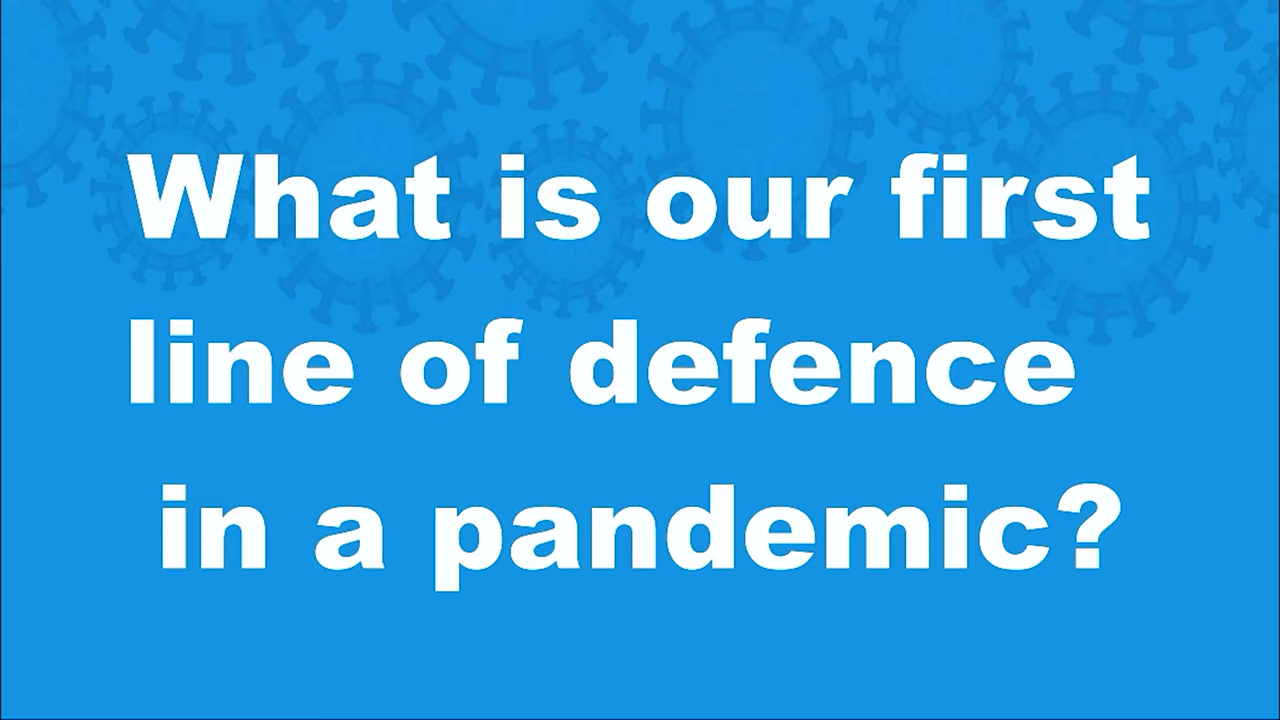 What is our first
line of defence
in a pandemic?